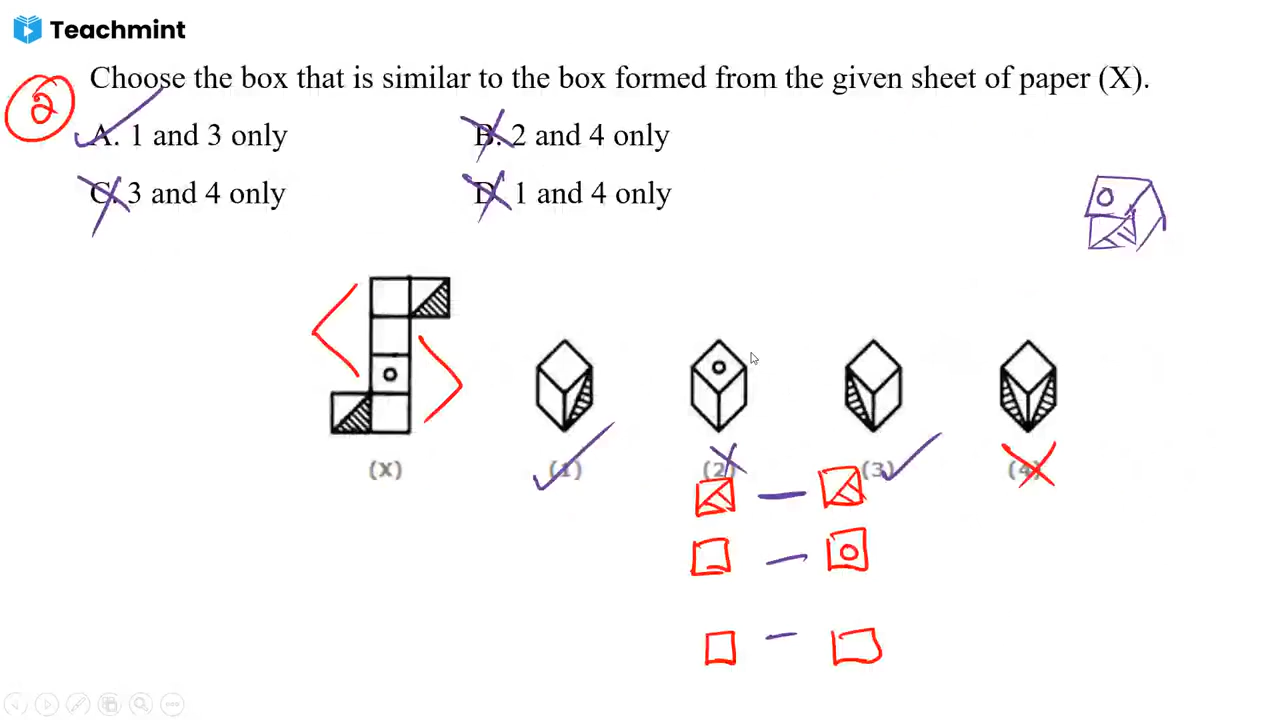 Teachmint
2
Choose the box that is similar to the box formed from the given sheet of paper (X).
A. 1 and 3 only
B. 2 and 4 only
C. 3 and 4 only
D. 1 and 4 only
(X)
(1)
(2)
(3)
(4)